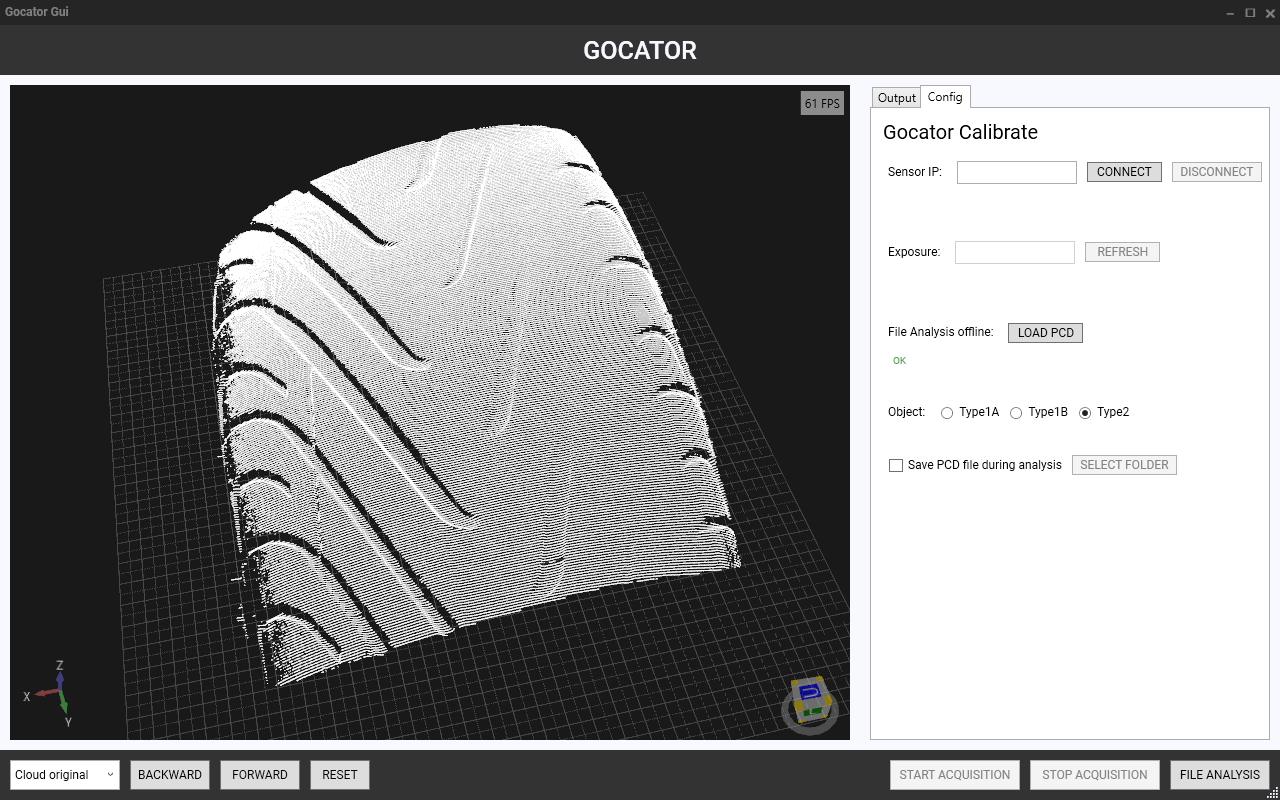 Gocator Gui
GOCATOR
61 FPS
Output Config
Gocator Calibrate
Sensor IP: CONNECT DISCONNECT
Exposure: REFRESH
File Analysis offline: LOAD PCD
OK
Object: Type1A Type1B Type2
Save PCD file during analysis SELECT FOLDER
Z
X
Y
U
Cloud original BACKWARD FORWARD RESET START ACQUISITION STOP ACQUISITION FILE ANALYSIS